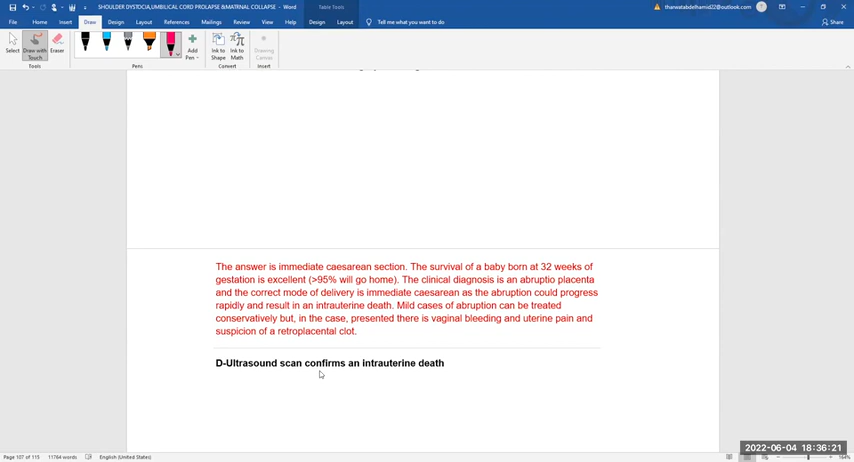 SHOULDER DYSTOCIA,UMBILICAL CORD PROLAPSE &MATERNAL COLLAPSE - Word
Table Tools
tharwatabdelhamid22@outlook.com
File Home Insert Draw Design Layout References Mailings Review View Help Design Layout Tell me what you want to do Share
Select Draw with Touch Eraser Add Pen Ink to Shape Ink to Math Drawing Canvas
Tools Pens Convert Insert
The answer is immediate caesarean section. The survival of a baby born at 32 weeks of
gestation is excellent (>95% will go home). The clinical diagnosis is an abruptio placenta
and the correct mode of delivery is immediate caesarean as the abruption could progress
rapidly and result in an intrauterine death. Mild cases of abruption can be treated
conservatively but, in the case, presented there is vaginal bleeding and uterine pain and
suspicion of a retroplacental clot.
D-Ultrasound scan confirms an intrauterine death
2022-06-04 18:36:21
Page 107 of 115 11764 words English (United States) 164%